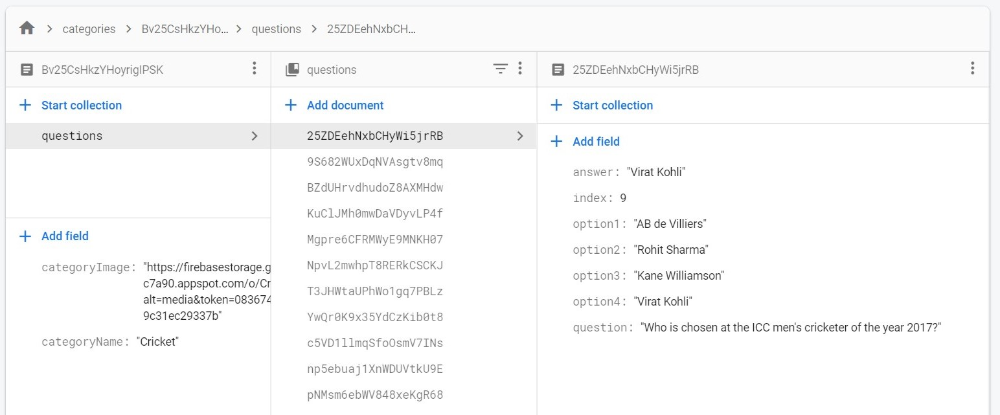 categories
Bv25CsHkzYHo...
questions
25ZDEehNxbCH...
Bv25CsHkzYHoyrigIPSK
Start collection
questions
Add field
categoryImage: "https://firebasestorage.g
c7a90.appspot.com/o/Cr
alt=media&token=083674
9c31ec29337b"
categoryName: "Cricket"
questions
Add document
25ZDEehNxbCHyWi5jrRB
9S682WUxDqNVAsgtv8mq
BZdUHrvdhudoZ8AXMHdw
KuClJMh0mwDaVDyvLP4f
Mgpre6CFRMWyE9MNKH07
NpvL2mwhpT8RERkCSCKJ
T3JHWtaUPhWo1gq7PBLz
YwQr0K9x35YdCzKib0t8
c5VD1llmqSfoOsmV7INs
np5ebuaj1XnWDUVtkU9E
pNMsm6ebWV848xeKgR68
25ZDEehNxbCHyWi5jrRB
Start collection
Add field
answer: "Virat Kohli"
index: 9
option1: "AB de Villiers"
option2: "Rohit Sharma"
option3: "Kane Williamson"
option4: "Virat Kohli"
question: "Who is chosen at the ICC men's cricketer of the year 2017?"